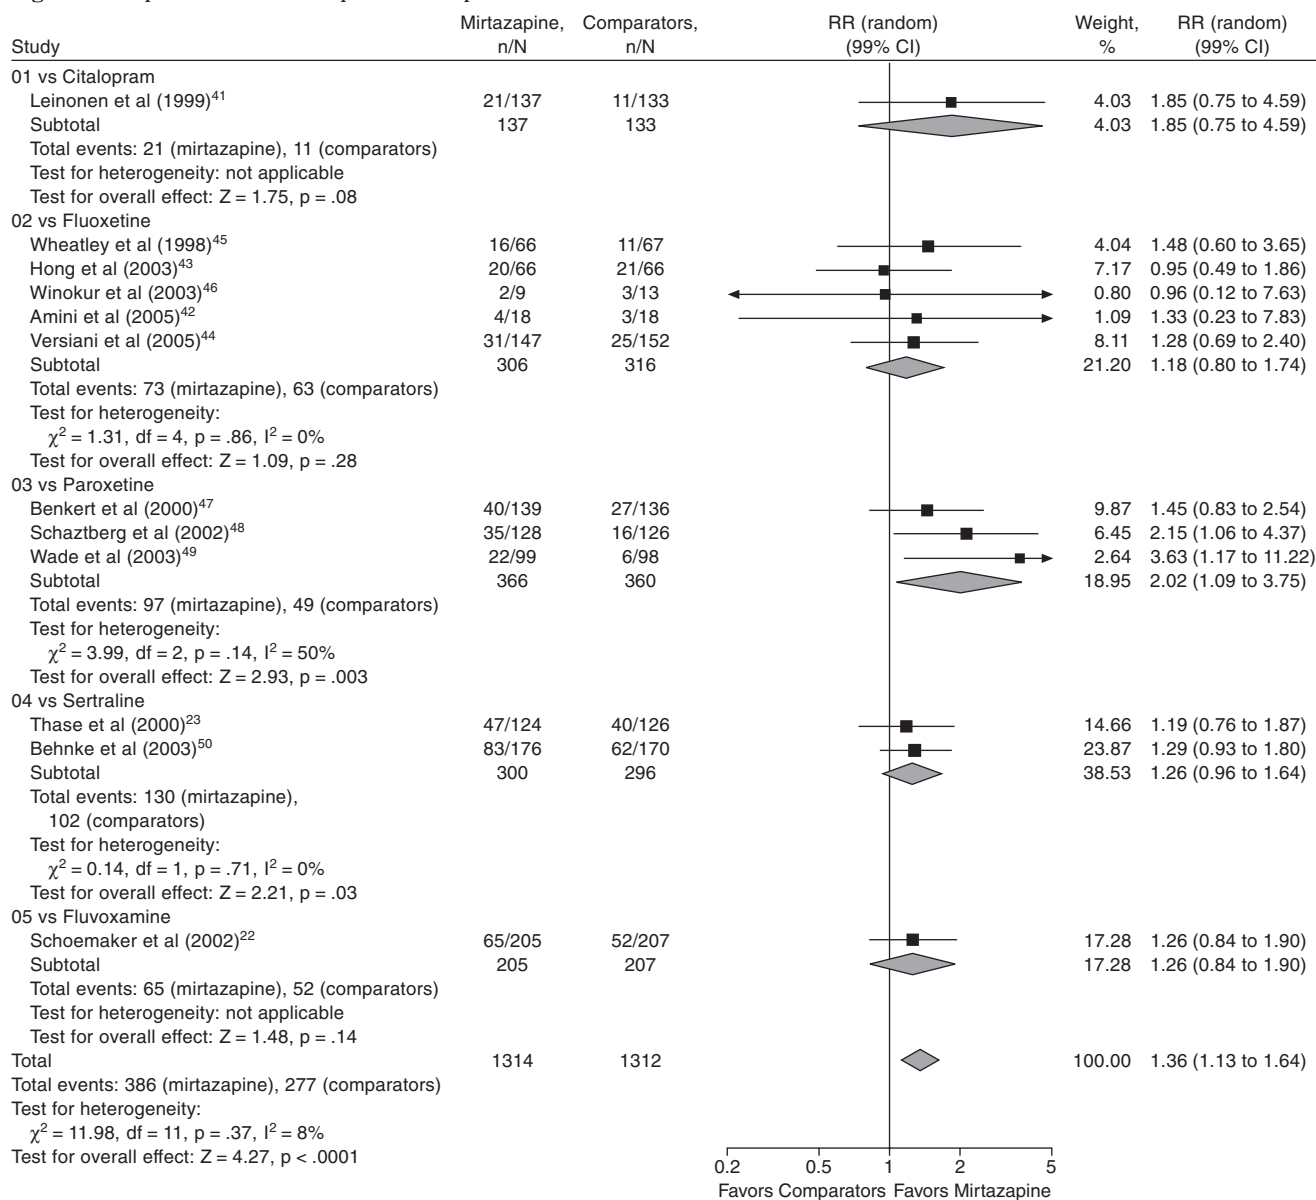 Mirtazapine, Comparators, RR (random) Weight, RR (random)
Study n/N n/N (99% CI) % (99% CI)
01 vs Citalopram
Leinonen et al (1999)41 21/137 11/133 4.03 1.85 (0.75 to 4.59)
Subtotal 137 133 4.03 1.85 (0.75 to 4.59)
Total events: 21 (mirtazapine), 11 (comparators)
Test for heterogeneity: not applicable
Test for overall effect: Z = 1.75, p = .08
02 vs Fluoxetine
Wheatley et al (1998)45 16/66 11/67 4.04 1.48 (0.60 to 3.65)
Hong et al (2003)43 20/66 21/66 7.17 0.95 (0.49 to 1.86)
Winokur et al (2003)46 2/9 3/13 0.80 0.96 (0.12 to 7.63)
Amini et al (2005)42 4/18 3/18 1.09 1.33 (0.23 to 7.83)
Versiani et al (2005)44 31/147 25/152 8.11 1.28 (0.69 to 2.40)
Subtotal 306 316 21.20 1.18 (0.80 to 1.74)
Total events: 73 (mirtazapine), 63 (comparators)
Test for heterogeneity:
χ2 = 1.31, df = 4, p = .86, I2 = 0%
Test for overall effect: Z = 1.09, p = .28
03 vs Paroxetine
Benkert et al (2000)47 40/139 27/136 9.87 1.45 (0.83 to 2.54)
Schaztberg et al (2002)48 35/128 16/126 6.45 2.15 (1.06 to 4.37)
Wade et al (2003)49 22/99 6/98 2.64 3.63 (1.17 to 11.22)
Subtotal 366 360 18.95 2.02 (1.09 to 3.75)
Total events: 97 (mirtazapine), 49 (comparators)
Test for heterogeneity:
χ2 = 3.99, df = 2, p = .14, I2 = 50%
Test for overall effect: Z = 2.93, p = .003
04 vs Sertraline
Thase et al (2000)23 47/124 40/126 14.66 1.19 (0.76 to 1.87)
Behnke et al (2003)50 83/176 62/170 23.87 1.29 (0.93 to 1.80)
Subtotal 300 296 38.53 1.26 (0.96 to 1.64)
Total events: 130 (mirtazapine),
102 (comparators)
Test for heterogeneity:
χ2 = 0.14, df = 1, p = .71, I2 = 0%
Test for overall effect: Z = 2.21, p = .03
05 vs Fluvoxamine
Schoemaker et al (2002)22 65/205 52/207 17.28 1.26 (0.84 to 1.90)
Subtotal 205 207 17.28 1.26 (0.84 to 1.90)
Total events: 65 (mirtazapine), 52 (comparators)
Test for heterogeneity: not applicable
Test for overall effect: Z = 1.48, p = .14
Total 1314 1312 100.00 1.36 (1.13 to 1.64)
Total events: 386 (mirtazapine), 277 (comparators)
Test for heterogeneity:
χ2 = 11.98, df = 11, p = .37, I2 = 8%
Test for overall effect: Z = 4.27, p < .0001
0.2 0.5 1 2 5
Favors Comparators Favors Mirtazapine